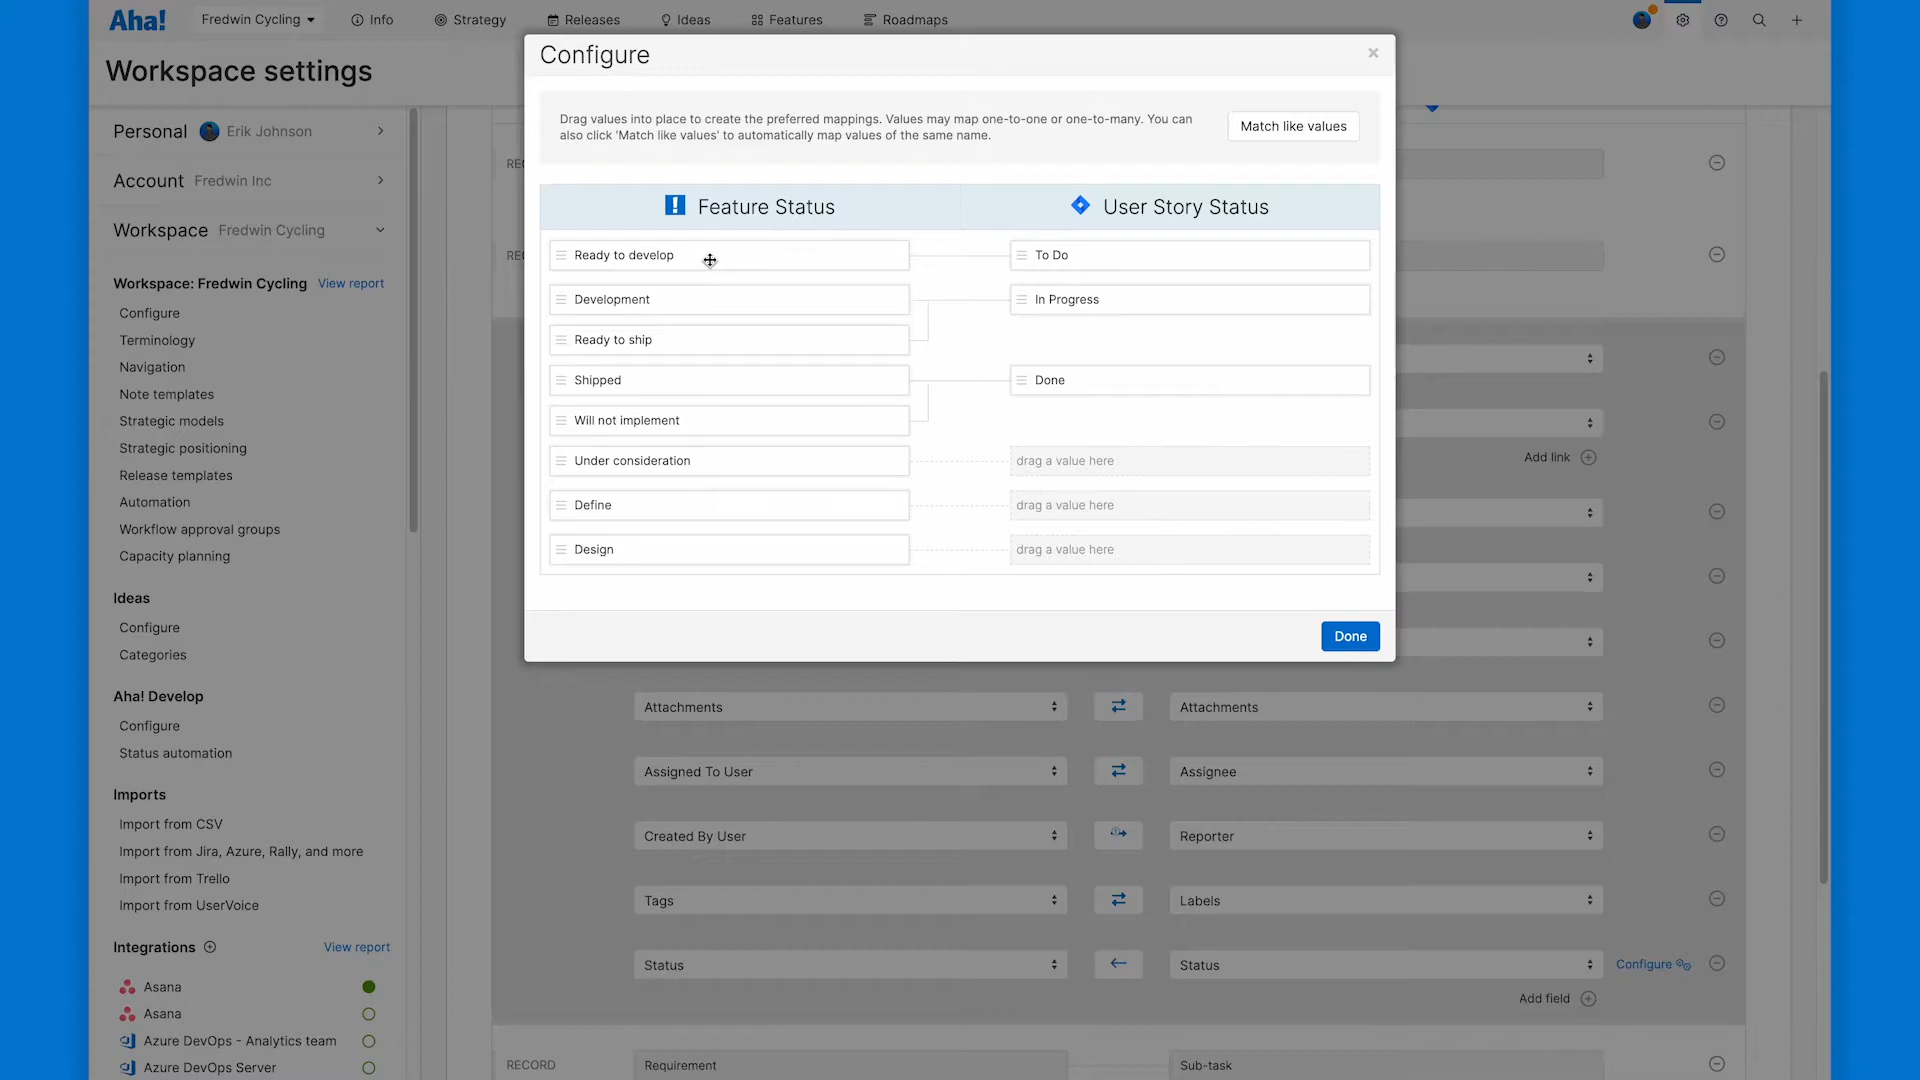 Aha!
Fredwin Cycling
Info
Strategy
Releases
Ideas
Features
Roadmaps
Workspace settings
Personal Erik Johnson
Account Fredwin Inc
Workspace Fredwin Cycling
Workspace: Fredwin Cycling View report
Configure
Terminology
Navigation
Note templates
Strategic models
Strategic positioning
Release templates
Automation
Workflow approval groups
Capacity planning
Ideas
Configure
Categories
Aha! Develop
Configure
Status automation
Imports
Import from CSV
Import from Jira, Azure, Rally, and more
Import from Trello
Import from UserVoice
Integrations View report
Asana
Asana
Azure DevOps - Analytics team
Azure DevOps Server
Configure
Drag values into place to create the preferred mappings. Values may map one-to-one or one-to-many. You can
also click 'Match like values' to automatically map values of the same name.
Match like values
Feature Status
User Story Status
Ready to develop
To Do
Development
In Progress
Ready to ship
Shipped
Done
Will not implement
Under consideration
drag a value here
Define
drag a value here
Design
drag a value here
Done
Add link
Attachments
Attachments
Assigned To User
Assignee
Created By User
Reporter
Tags
Labels
Status
Status
Configure
Add field
RECORD
Requirement
Sub-task